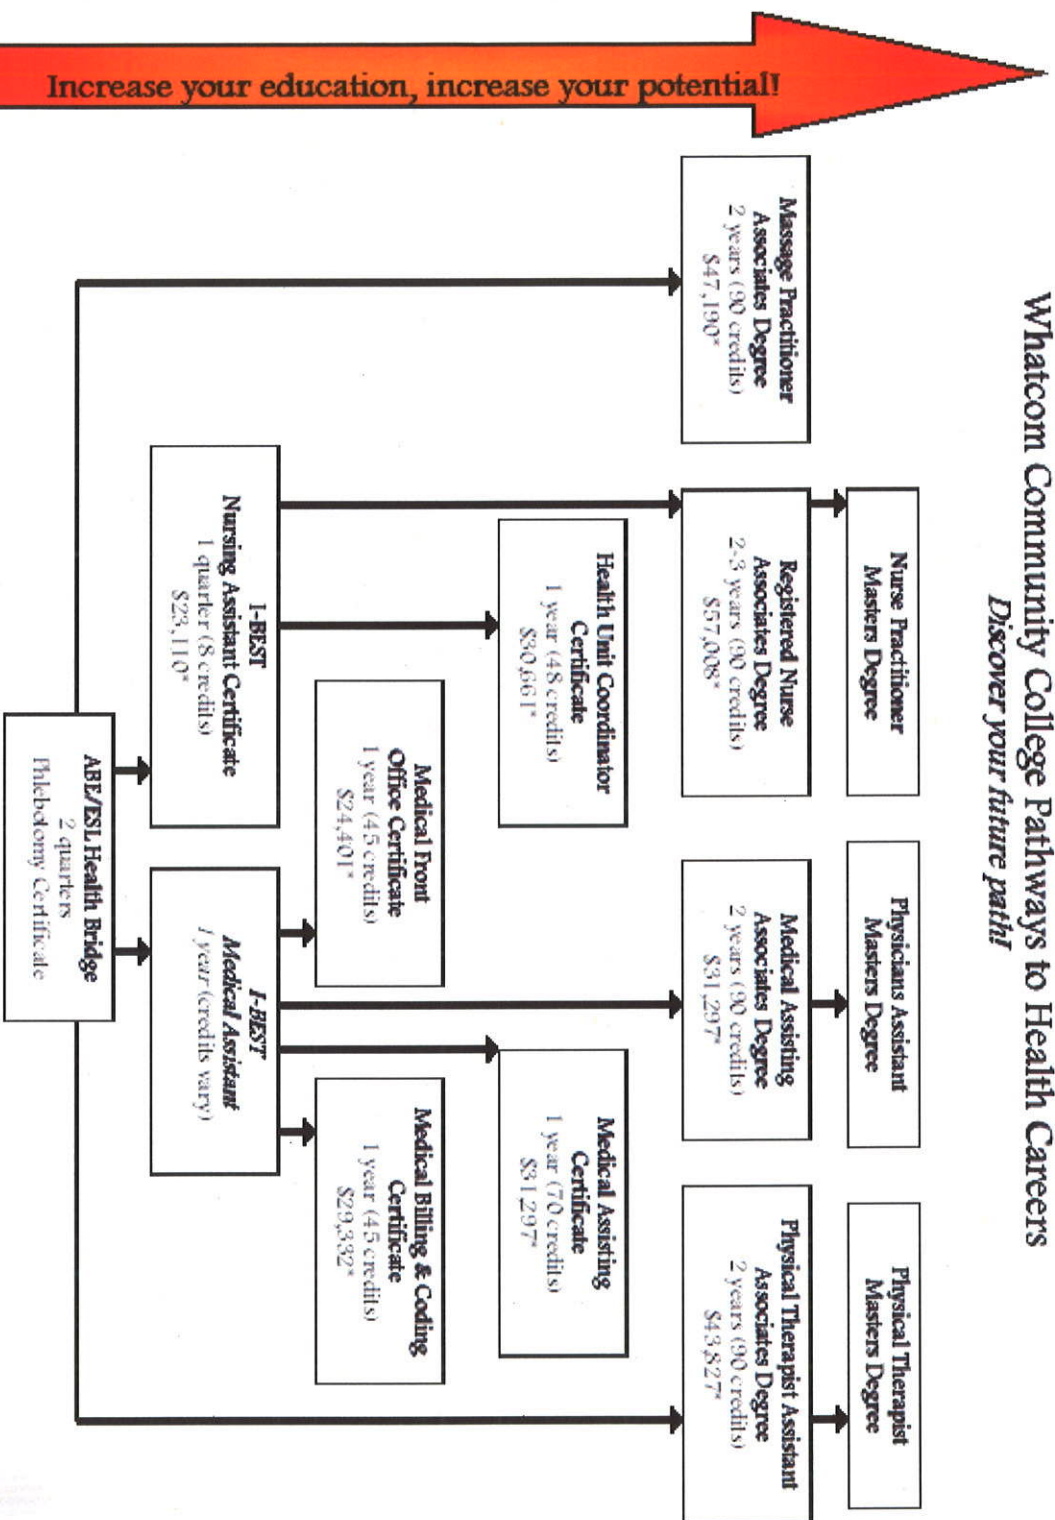 Whatcom Community College Pathways to Health Careers
Discover your future path!
Increase your education, increase your potential!
Nurse Practitioner
Masters Degree
Physicians Assistant
Masters Degree
Physical Therapist
Masters Degree
Massage Practitioner
Associates Degree
2 years (90 credits)
$47,190*
Registered Nurse
Associates Degree
2-3 years (90 credits)
$57,008*
Medical Assisting
Associates Degree
2 years (90 credits)
$31,297*
Physical Therapist Assistant
Associates Degree
2 years (90 credits)
$43,827*
Health Unit Coordinator
Certificate
1 year (48 credits)
$30,661*
Medical Assisting
Certificate
1 year (70 credits)
$31,297*
Medical Front
Office Certificate
1 year (45 credits)
$24,401*
Medical Billing & Coding
Certificate
1 year (45 credits)
$29,332*
I-BEST
Nursing Assistant Certificate
1 quarter (8 credits)
$23,110*
I-BEST
Medical Assistant
1 year (credits vary)
ABE/ESL Health Bridge
2 quarters
Phlebotomy Certificate